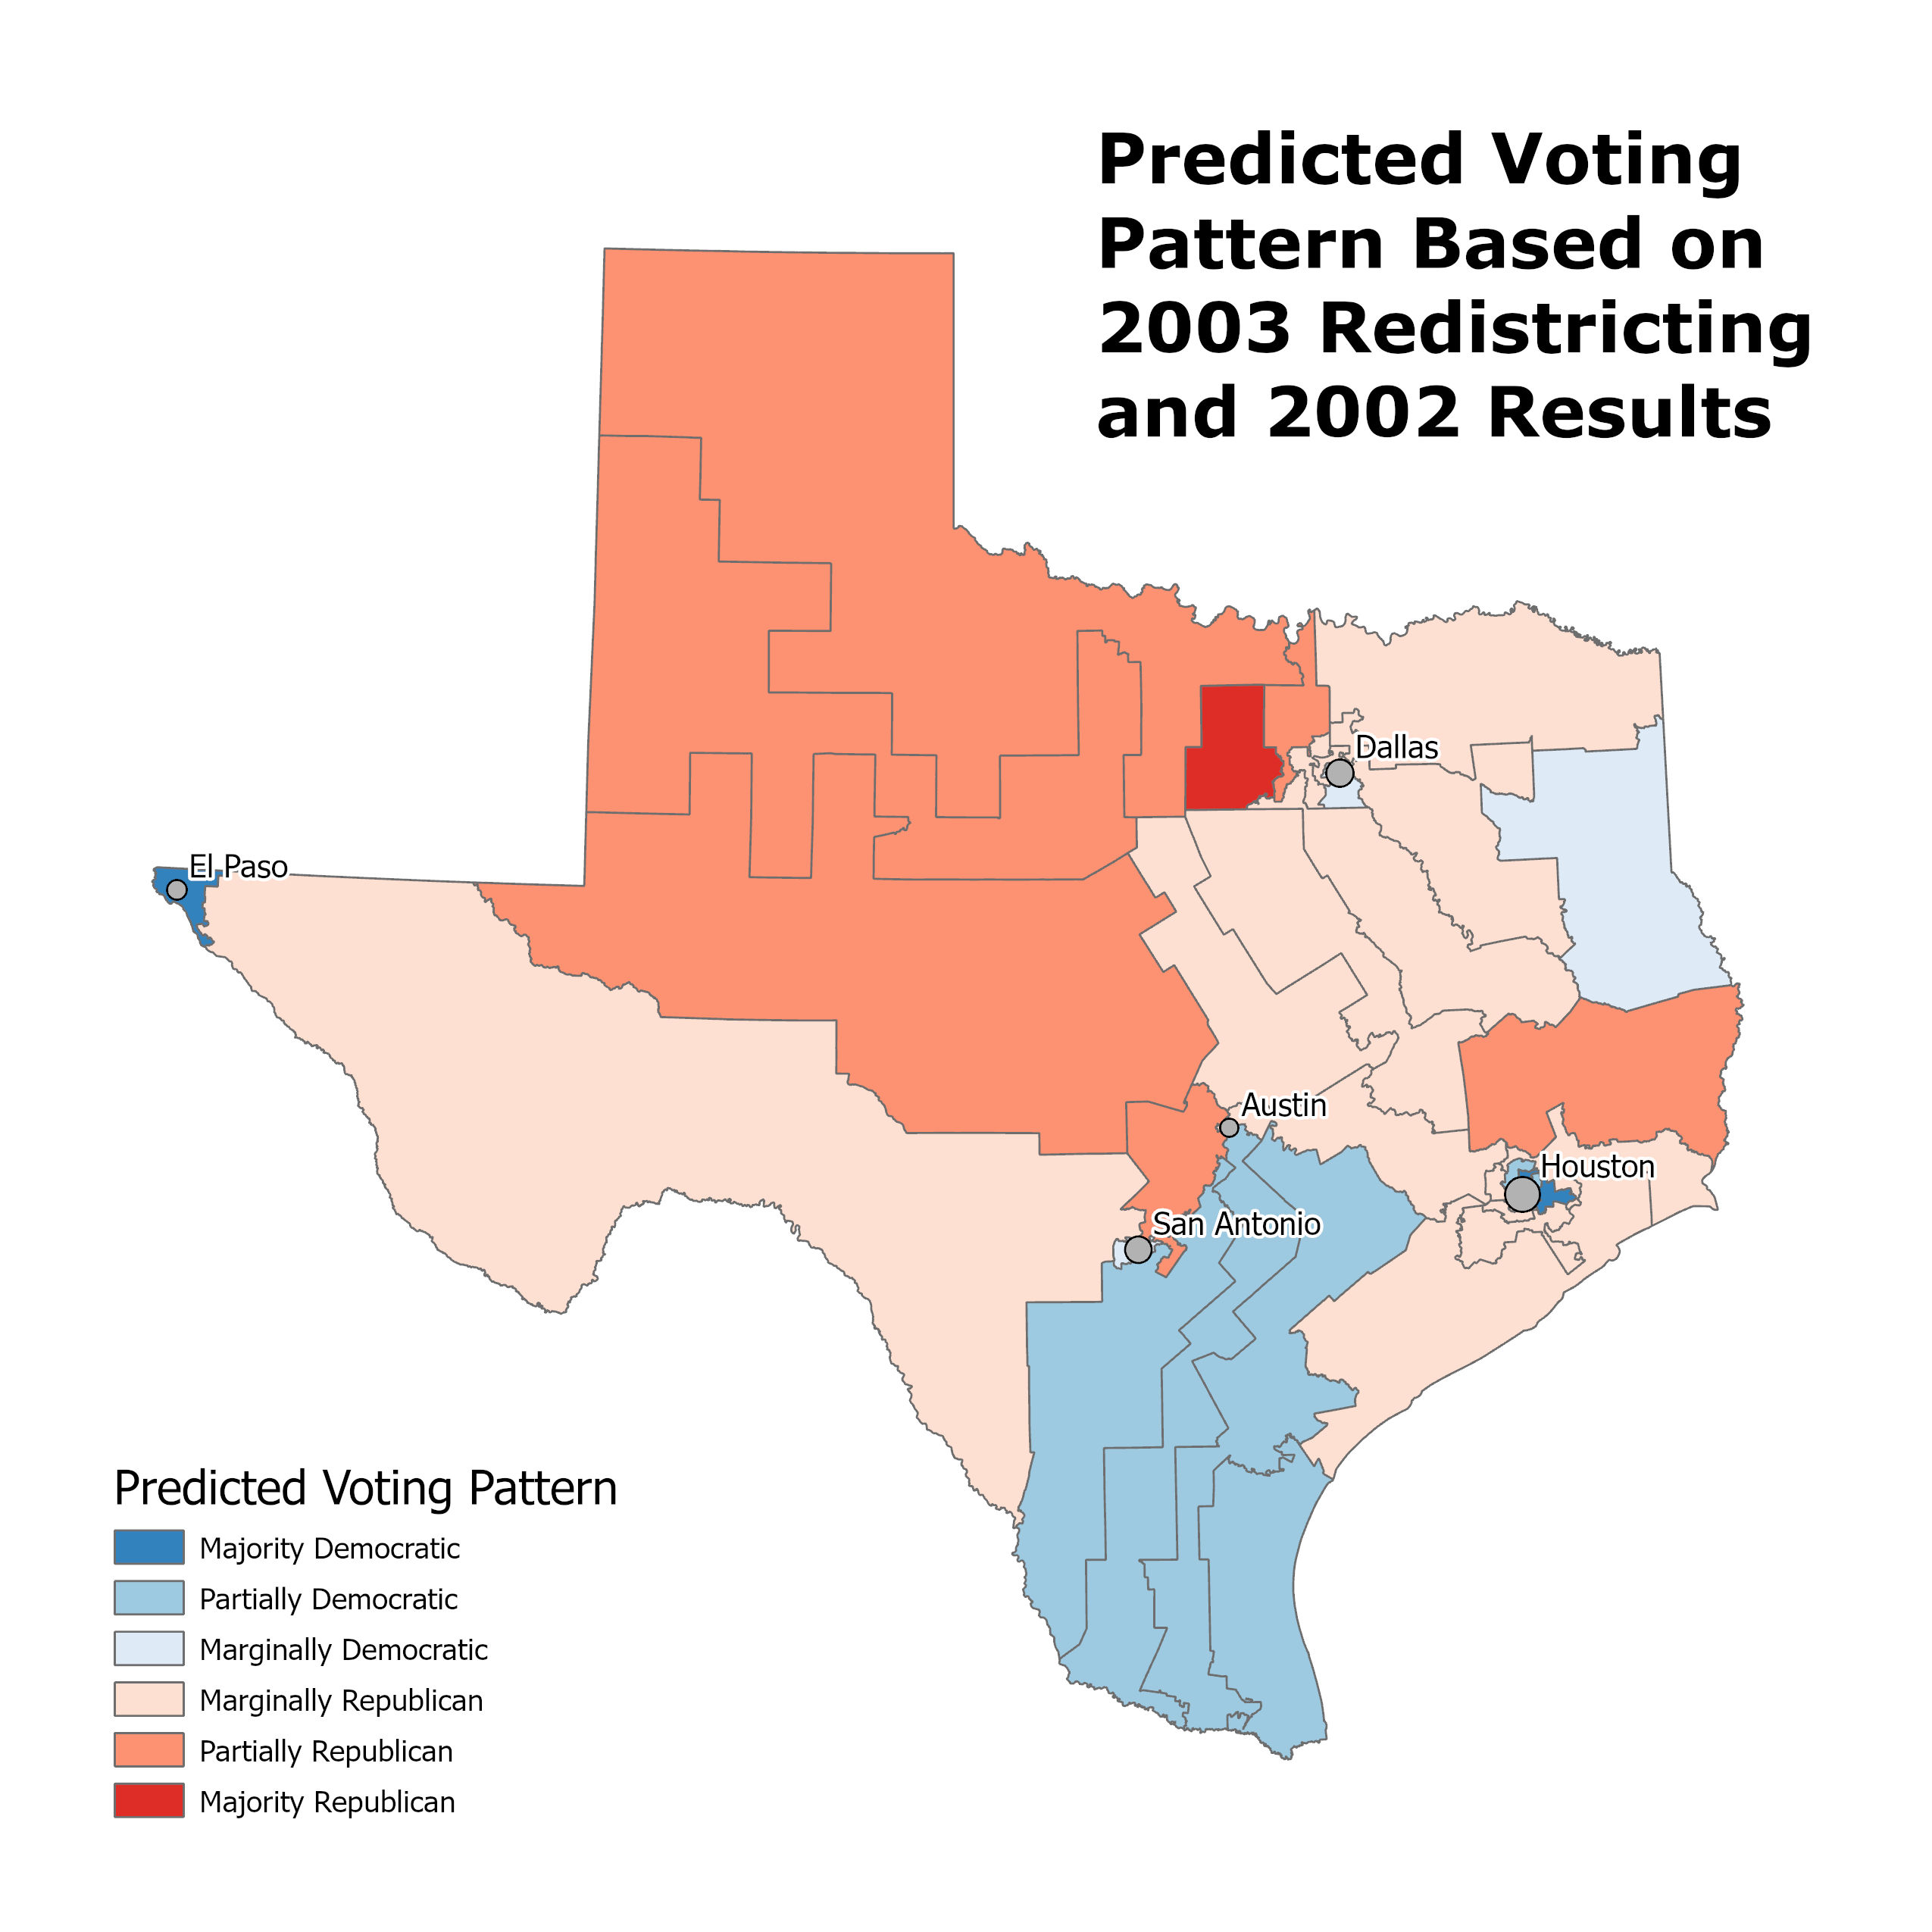 Predicted Voting
Pattern Based on
2003 Redistricting
and 2002 Results
Dallas
El Paso
Austin
Houston
San Antonio
Predicted Voting Pattern
Majority Democratic
Partially Democratic
Marginally Democratic
Marginally Republican
Partially Republican
Majority Republican